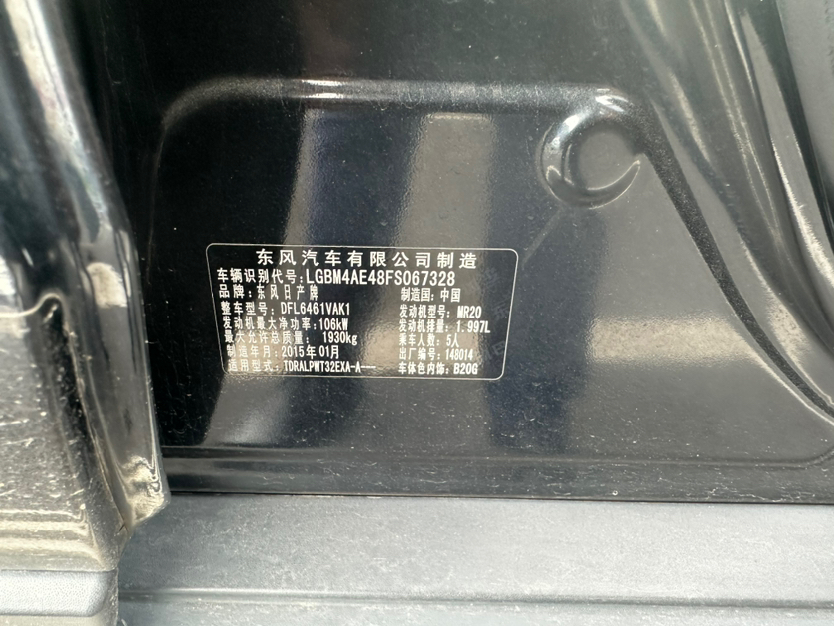 东风汽车有限公司制造
车辆识别代号:LGBM4AE48FS067328
品牌:东风日产牌 制造国:中国
整车型号:DFL6461VAK1 发动机型号:MR20
发动机最大净功率:106kW 发动机排量:1.997L
最大允许总质量: 1930kg 乘车人数:5人
制造年月:2015年01月 出厂编号:148014
适用型式:TDRALPWT32EXA-A---- 车体色内饰:B20G